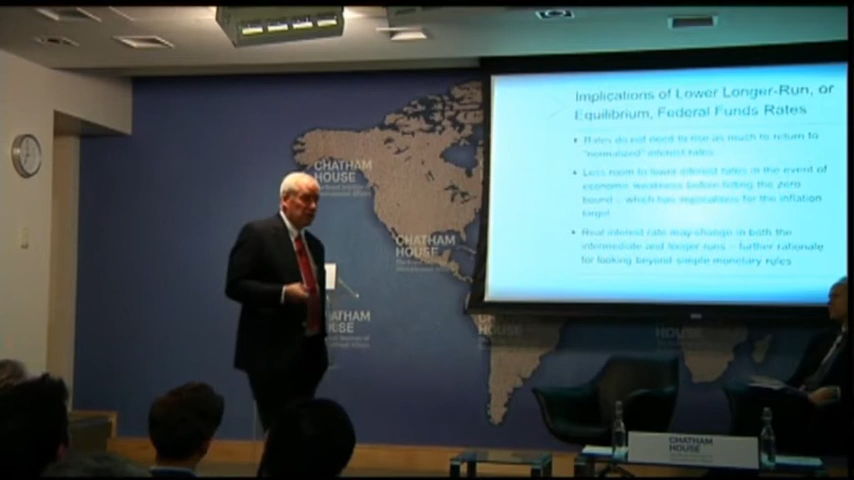 Implications of Lower Longer-Run, or
Equilibrium, Federal Funds Rates
• Rates do not need to rise as much to return to
"normalized" interest rates
• Less room to lower interest rates in the event of
economic weakness before hitting the zero
bound – which has implications for the inflation
target
• Real interest rate may change in both the
intermediate and longer runs – further rationale
for looking beyond simple monetary rules
CHATHAM
HOUSE
CHATHAM
HOUSE
CHATHAM
HOUSE
CHATHAM
HOUSE
CHATHAM
HOUSE
CHATHAM
HOUSE